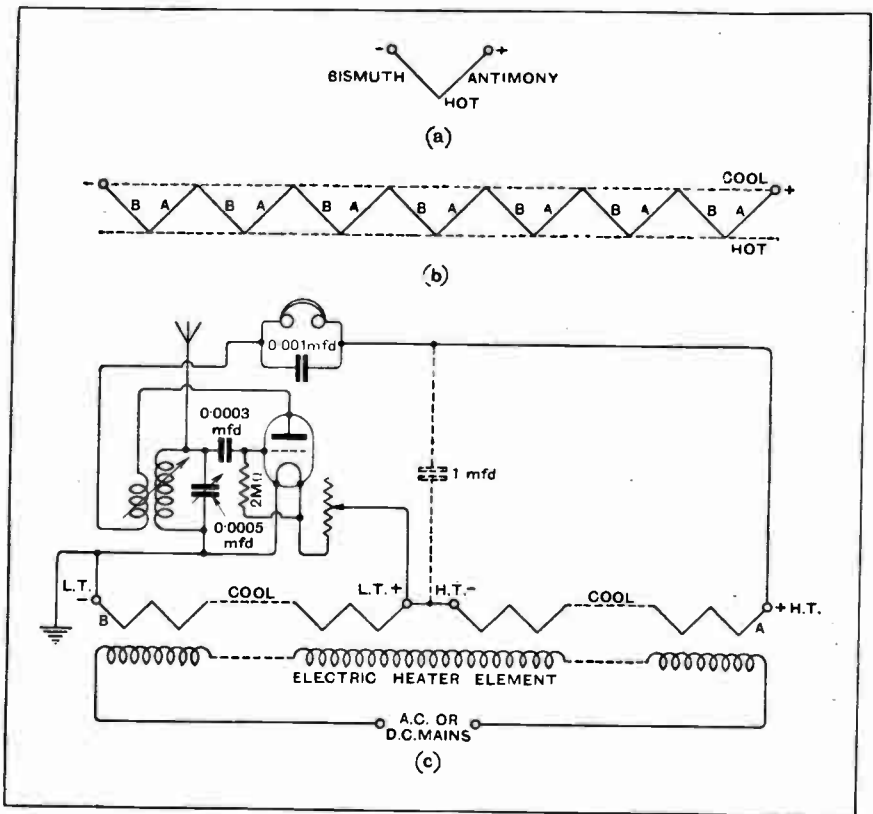 - +
BISMUTH ANTIMONY
HOT
(a)
- COOL +
B A B A B A B A B A B A B A
HOT
(b)
0·001mfd
0·0003
mfd
1 mfd
2MΩ
0·0005
mfd
L.T. - L.T.+ H.T.- + H.T.
COOL COOL
B A
ELECTRIC HEATER ELEMENT
A.C. OR
D.C. MAINS
(c)